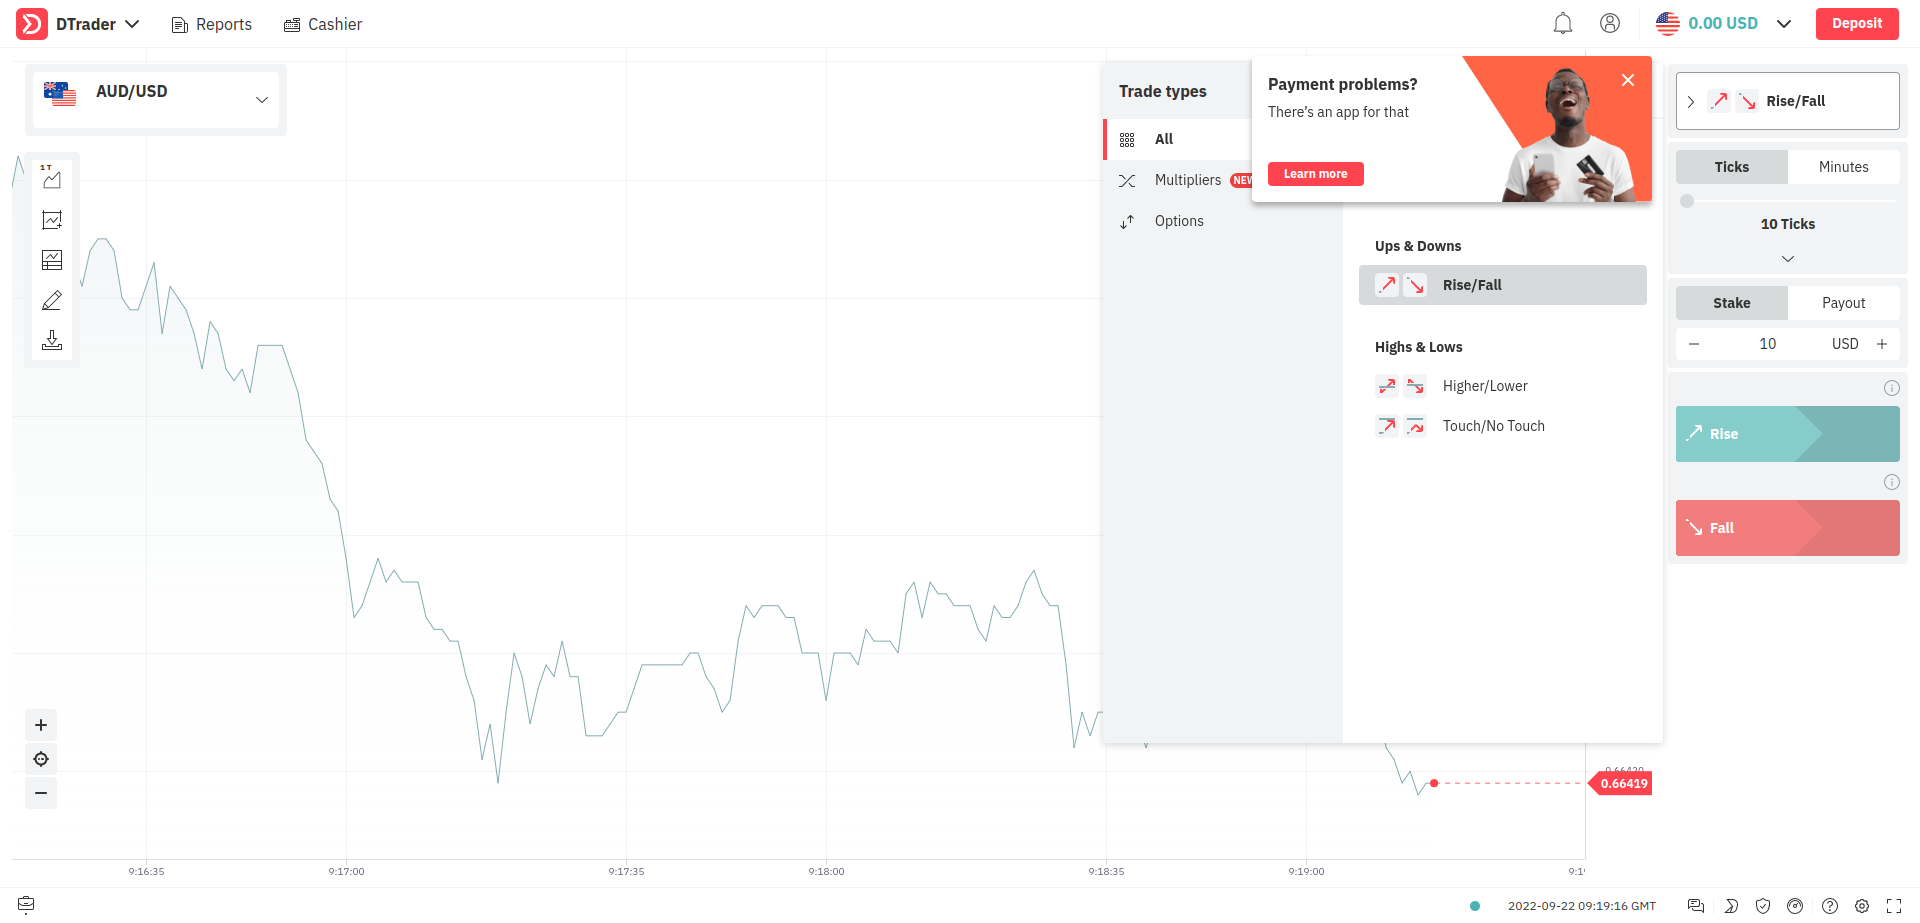 DTrader
Reports
Cashier
0.00 USD
Deposit
AUD/USD
1 T
Trade types
All
Multipliers
Options
Payment problems?
There's an app for that
Learn more
Ups & Downs
Rise/Fall
Highs & Lows
Higher/Lower
Touch/No Touch
Rise/Fall
Ticks
Minutes
10 Ticks
Stake
Payout
10
USD
Rise
Fall
0.66419
9:16:35
9:17:00
9:17:35
9:18:00
9:18:35
9:19:00
2022-09-22 09:19:16 GMT